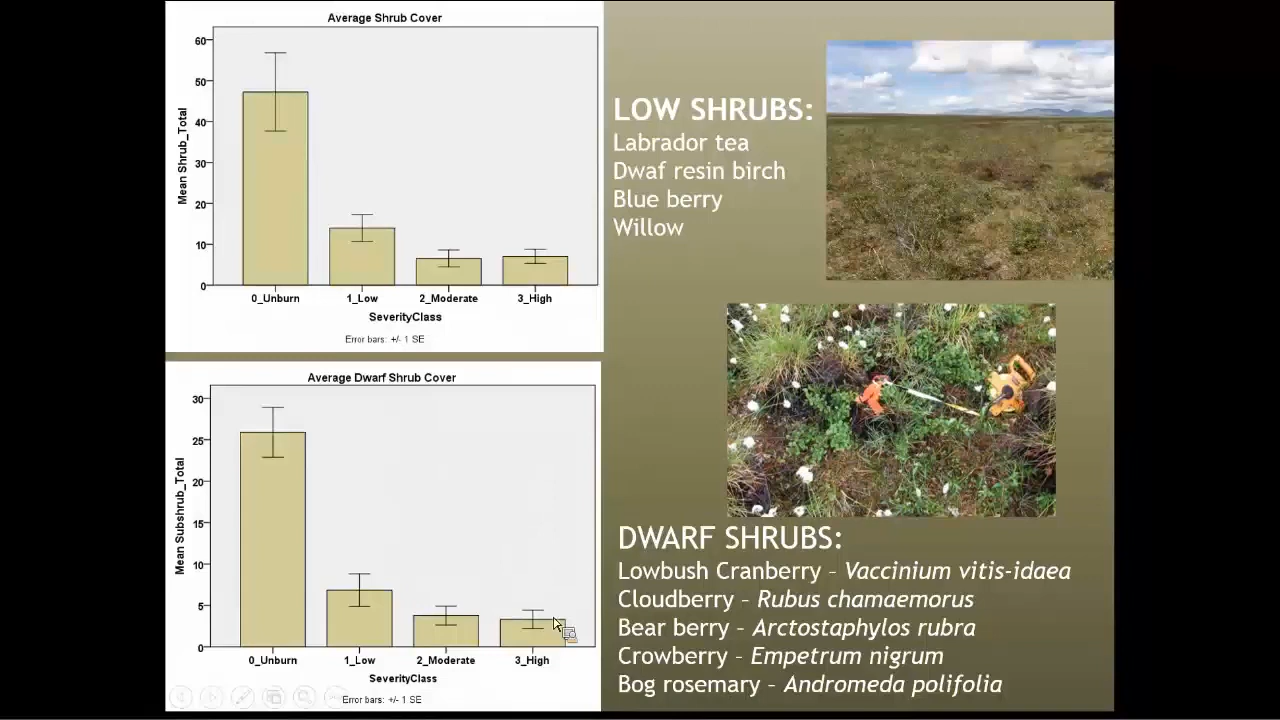 Average Shrub Cover
Mean Shrub_Total
60
50
40
30
20
10
0
0_Unburn 1_Low 2_Moderate 3_High
SeverityClass
Error bars: +/- 1 SE
Average Dwarf Shrub Cover
Mean Subshrub_Total
30
25
20
15
10
5
0
0_Unburn 1_Low 2_Moderate 3_High
SeverityClass
Error bars: +/- 1 SE
LOW SHRUBS:
Labrador tea
Dwaf resin birch
Blue berry
Willow
DWARF SHRUBS:
Lowbush Cranberry – Vaccinium vitis-idaea
Cloudberry – Rubus chamaemorus
Bear berry – Arctostaphylos rubra
Crowberry – Empetrum nigrum
Bog rosemary – Andromeda polifolia